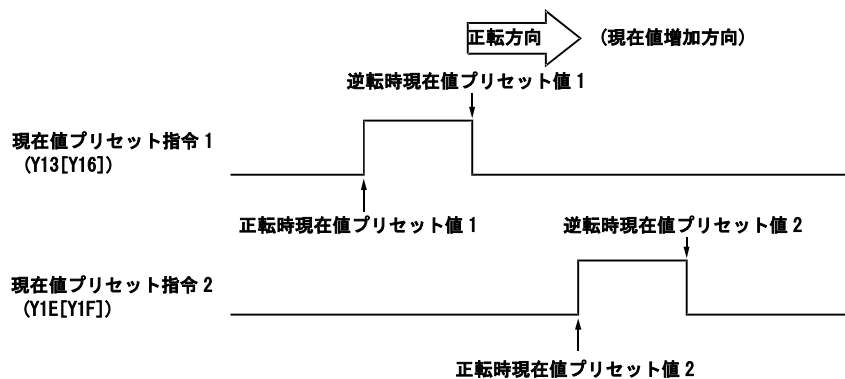 正転方向 (現在値増加方向)
逆転時現在値プリセット値1
現在値プリセット指令1
(Y13[Y16])
正転時現在値プリセット値1
逆転時現在値プリセット値2
現在値プリセット指令2
(Y1E[Y1F])
正転時現在値プリセット値2